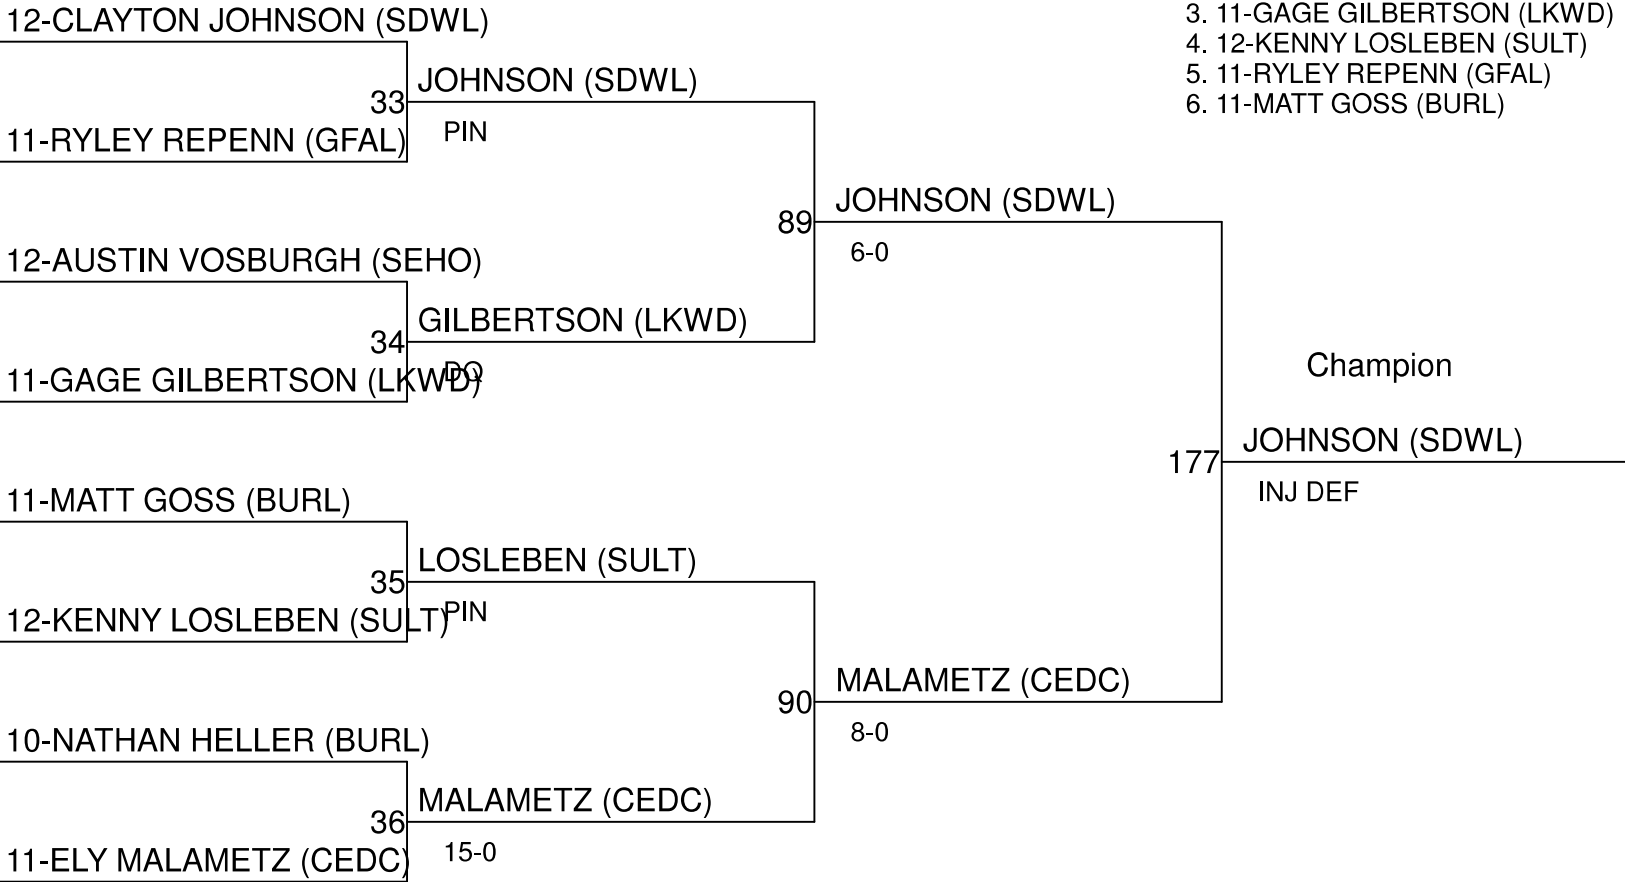 12-CLAYTON JOHNSON (SDWL)
3. 11-GAGE GILBERTSON (LKWD)
4. 12-KENNY LOSLEBEN (SULT)
5. 11-RYLEY REPENN (GFAL)
6. 11-MATT GOSS (BURL)
JOHNSON (SDWL)
33
PIN
11-RYLEY REPENN (GFAL)
JOHNSON (SDWL)
89
6-0
12-AUSTIN VOSBURGH (SEHO)
GILBERTSON (LKWD)
34
DQ
11-GAGE GILBERTSON (LKWD)
Champion
JOHNSON (SDWL)
177
INJ DEF
11-MATT GOSS (BURL)
LOSLEBEN (SULT)
35
PIN
12-KENNY LOSLEBEN (SULT)
MALAMETZ (CEDC)
90
8-0
10-NATHAN HELLER (BURL)
MALAMETZ (CEDC)
36
15-0
11-ELY MALAMETZ (CEDC)